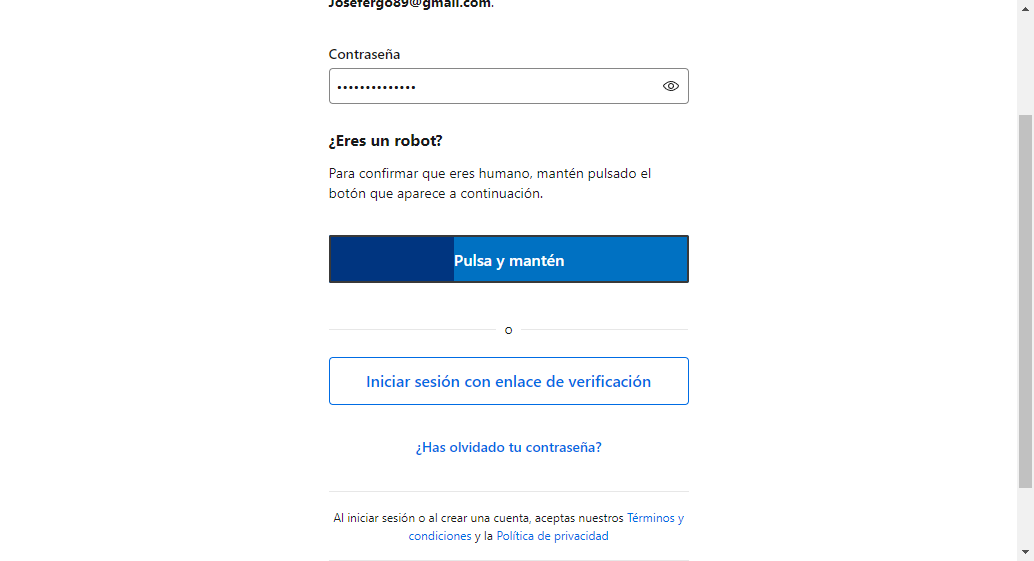 Josefergo89@gmail.com.
Contraseña
¿Eres un robot?
Para confirmar que eres humano, mantén pulsado el
botón que aparece a continuación.
Pulsa y mantén
o
Iniciar sesión con enlace de verificación
¿Has olvidado tu contraseña?
Al iniciar sesión o al crear una cuenta, aceptas nuestros Términos y
condiciones y la Política de privacidad